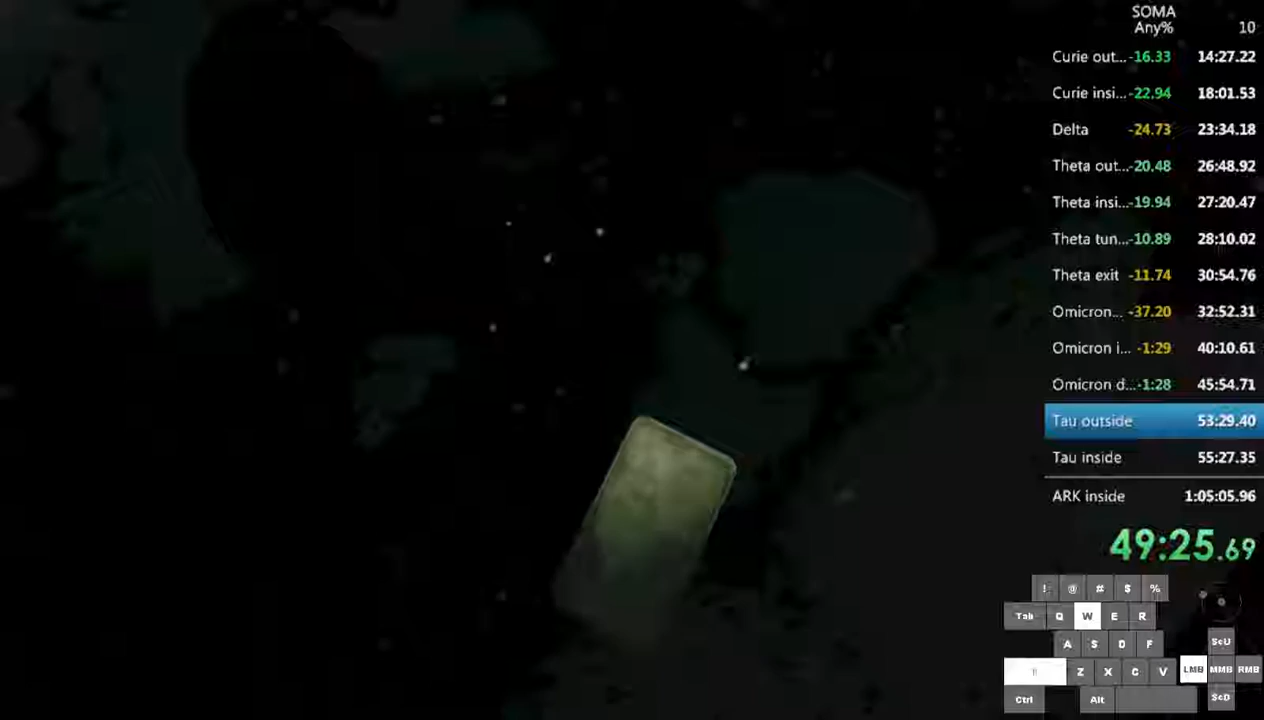 SOMA
Any% 10
Curie out... -16.33 14:27.22
Curie insi... -22.94 18:01.53
Delta -24.73 23:34.18
Theta out... -20.48 26:48.92
Theta insi... -19.94 27:20.47
Theta tun... -10.89 28:10.02
Theta exit -11.74 30:54.76
Omicron... -37.20 32:52.31
Omicron i... -1:29 40:10.61
Omicron d... -1:28 45:54.71
Tau outside 53:29.40
Tau inside 55:27.35
ARK inside 1:05:05.96
49:25.69
! @ # $ %
Tab Q W E R
A S D F ScU
Z X C V LMB MMB RMB
Ctrl Alt ScD